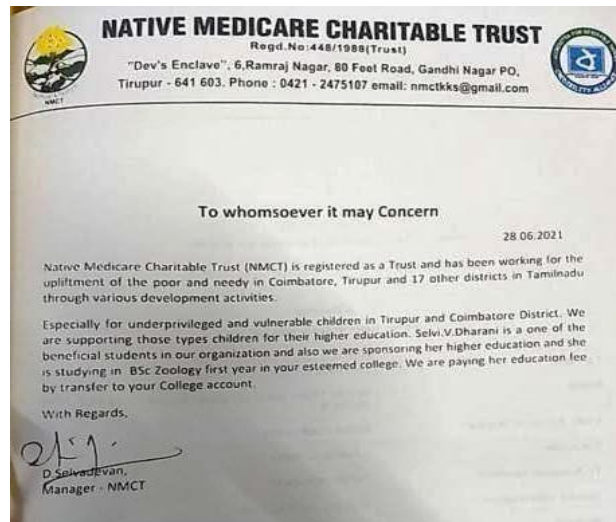 NATIVE MEDICARE CHARITABLE TRUST
Regd.No:448/1988(Trust)
"Dev's Enclave", 6,Ramraj Nagar, 80 Feet Road, Gandhi Nagar PO,
Tirupur - 641 603. Phone : 0421 - 2475107 email: nmctkks@gmail.com
NMCT
To whomsoever it may Concern
28.06.2021
Native Medicare Charitable Trust (NMCT) is registered as a Trust and has been working for the
upliftment of the poor and needy in Coimbatore, Tirupur and 17 other districts in Tamilnadu
through various development activities.
Especially for underprivileged and vulnerable children in Tirupur and Coimbatore District. We
are supporting those types children for their higher education. Selvi.V.Dharani is a one of the
beneficial students in our organization and also we are sponsoring her higher education and she
is studying in BSc Zoology first year in your esteemed college. We are paying her education fee
by transfer to your College account.
With Regards,
D.Selvadevan,
Manager - NMCT